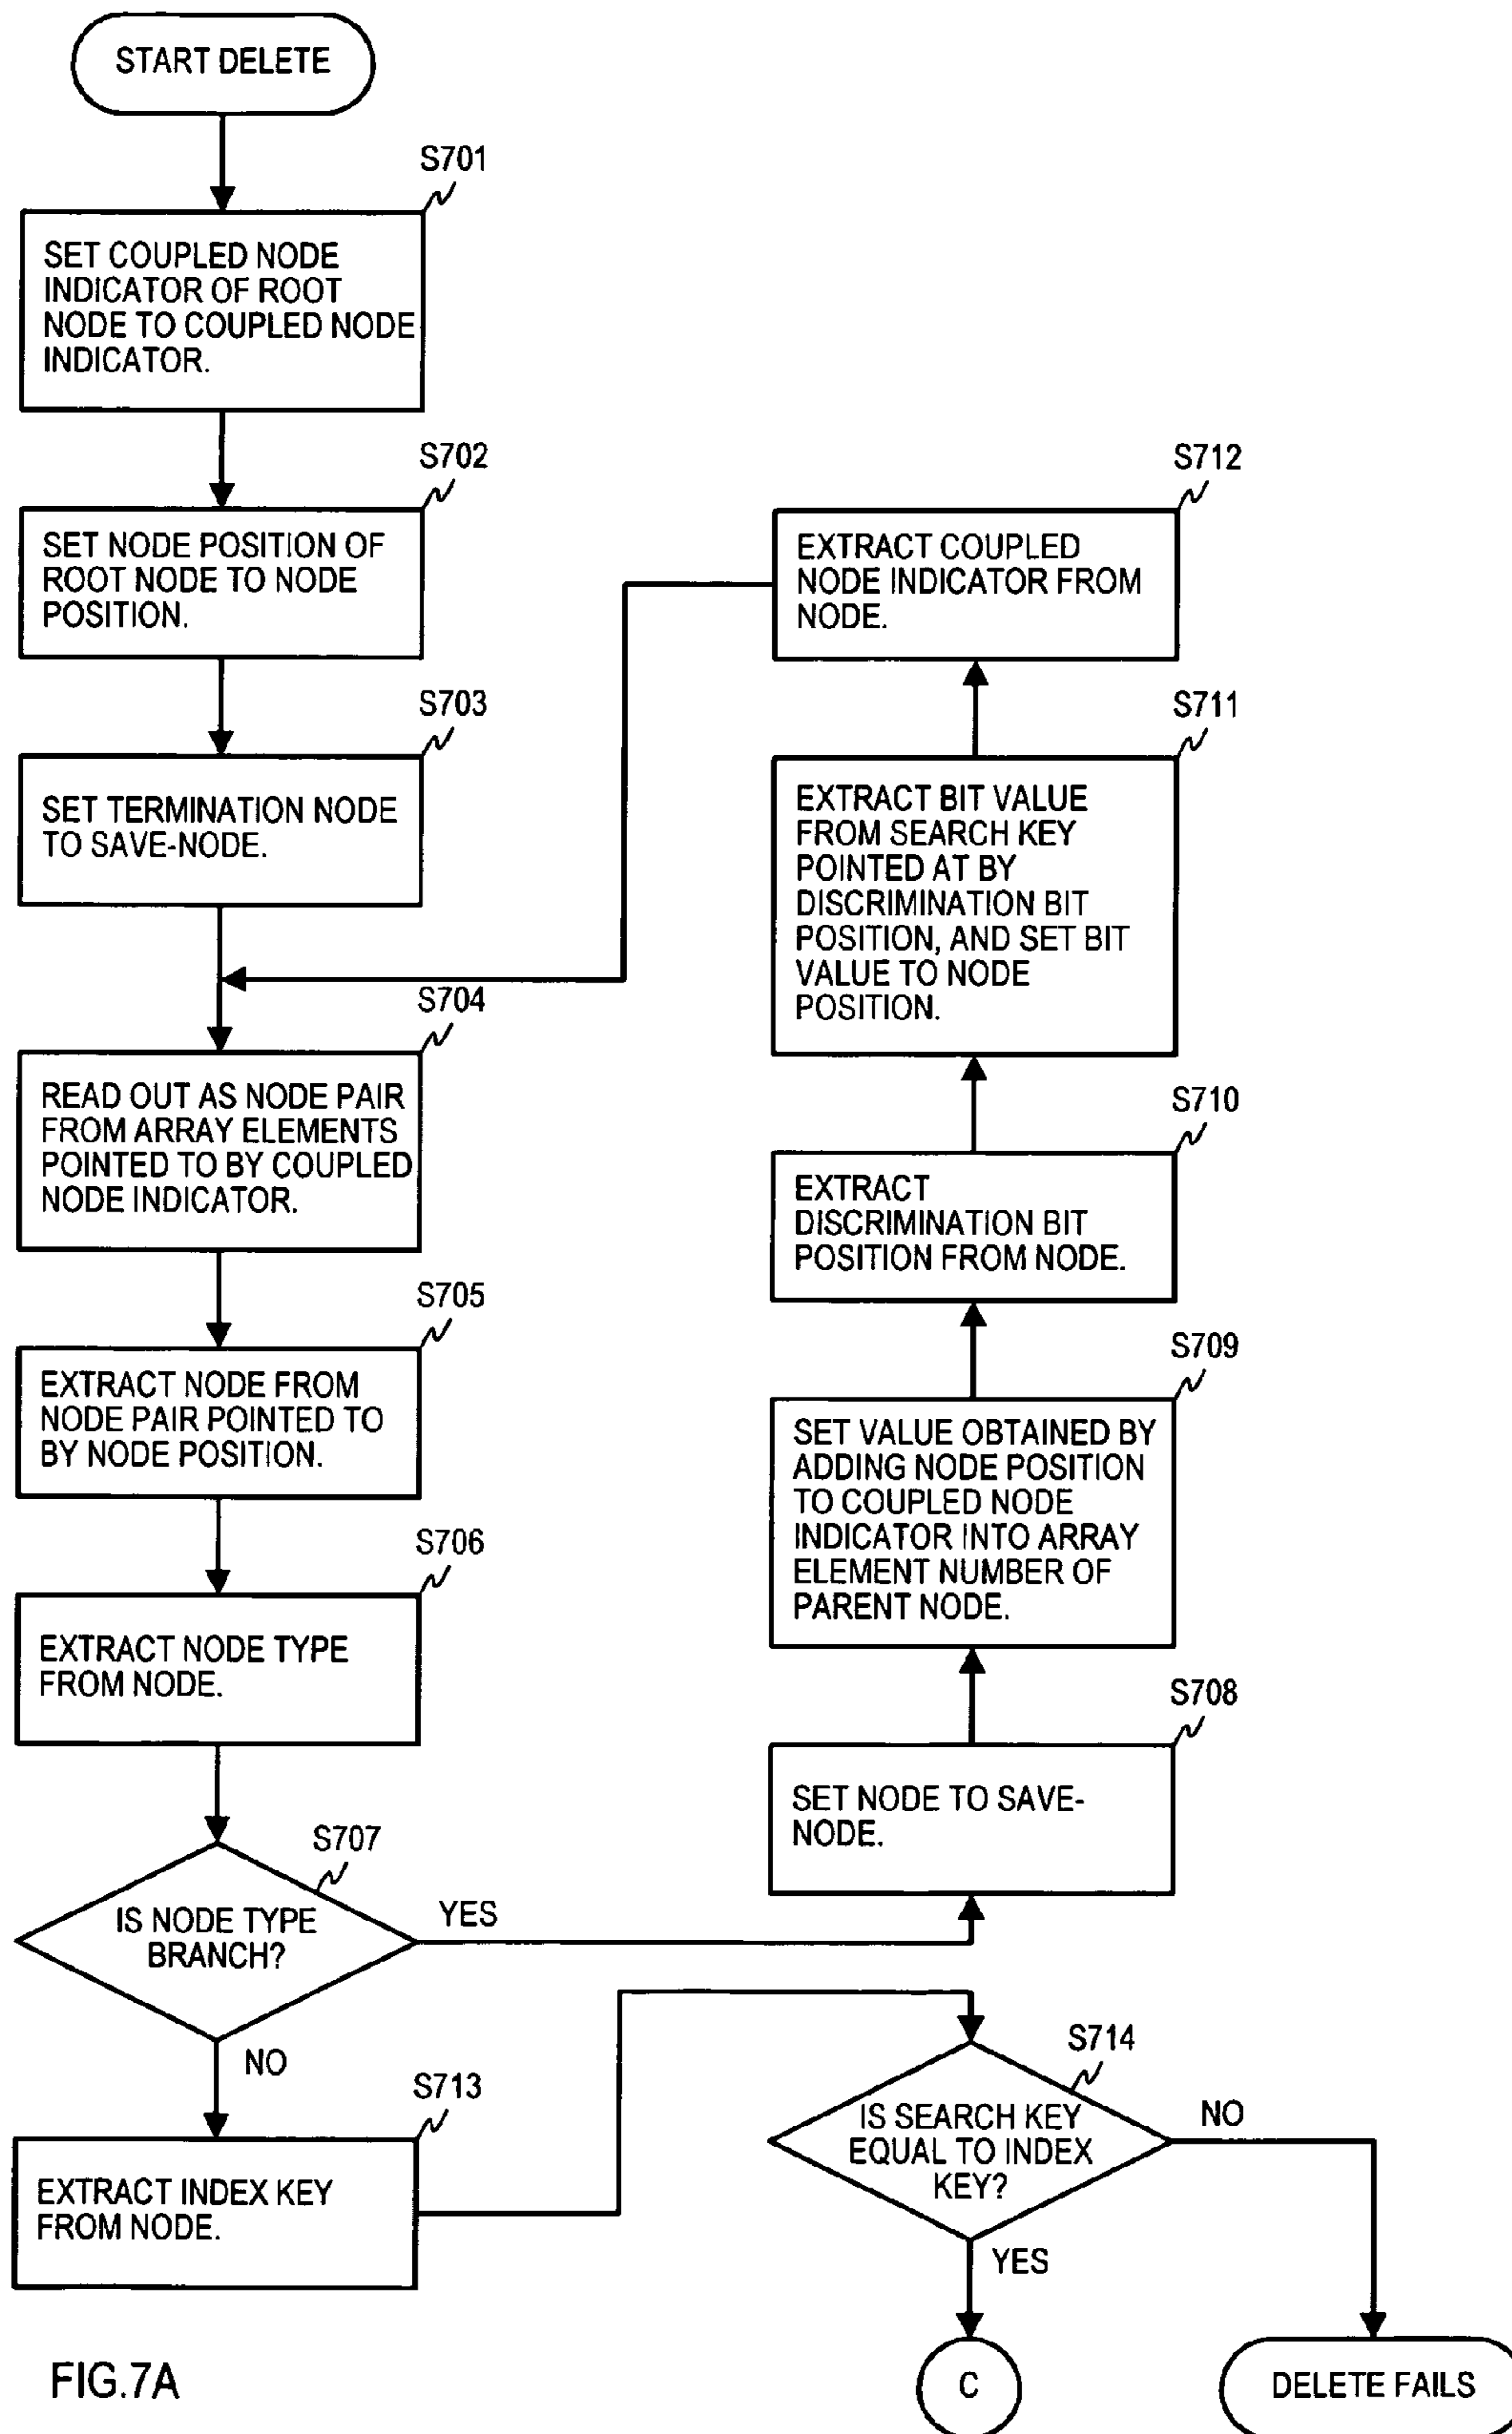 START DELETE
S701
SET COUPLED NODE
INDICATOR OF ROOT
NODE TO COUPLED NODE
INDICATOR.
S702
SET NODE POSITION OF
ROOT NODE TO NODE
POSITION.
S703
SET TERMINATION NODE
TO SAVE-NODE.
S704
READ OUT AS NODE PAIR
FROM ARRAY ELEMENTS
POINTED TO BY COUPLED
NODE INDICATOR.
S705
EXTRACT NODE FROM
NODE PAIR POINTED TO
BY NODE POSITION.
S706
EXTRACT NODE TYPE
FROM NODE.
S707
IS NODE TYPE
BRANCH?
YES
NO
S708
SET NODE TO SAVE-
NODE.
S709
SET VALUE OBTAINED BY
ADDING NODE POSITION
TO COUPLED NODE
INDICATOR INTO ARRAY
ELEMENT NUMBER OF
PARENT NODE.
S710
EXTRACT
DISCRIMINATION BIT
POSITION FROM NODE.
S711
EXTRACT BIT VALUE
FROM SEARCH KEY
POINTED AT BY
DISCRIMINATION BIT
POSITION, AND SET BIT
VALUE TO NODE
POSITION.
S712
EXTRACT COUPLED
NODE INDICATOR FROM
NODE.
S713
EXTRACT INDEX KEY
FROM NODE.
S714
IS SEARCH KEY
EQUAL TO INDEX
KEY?
NO
YES
C
DELETE FAILS
FIG.7A